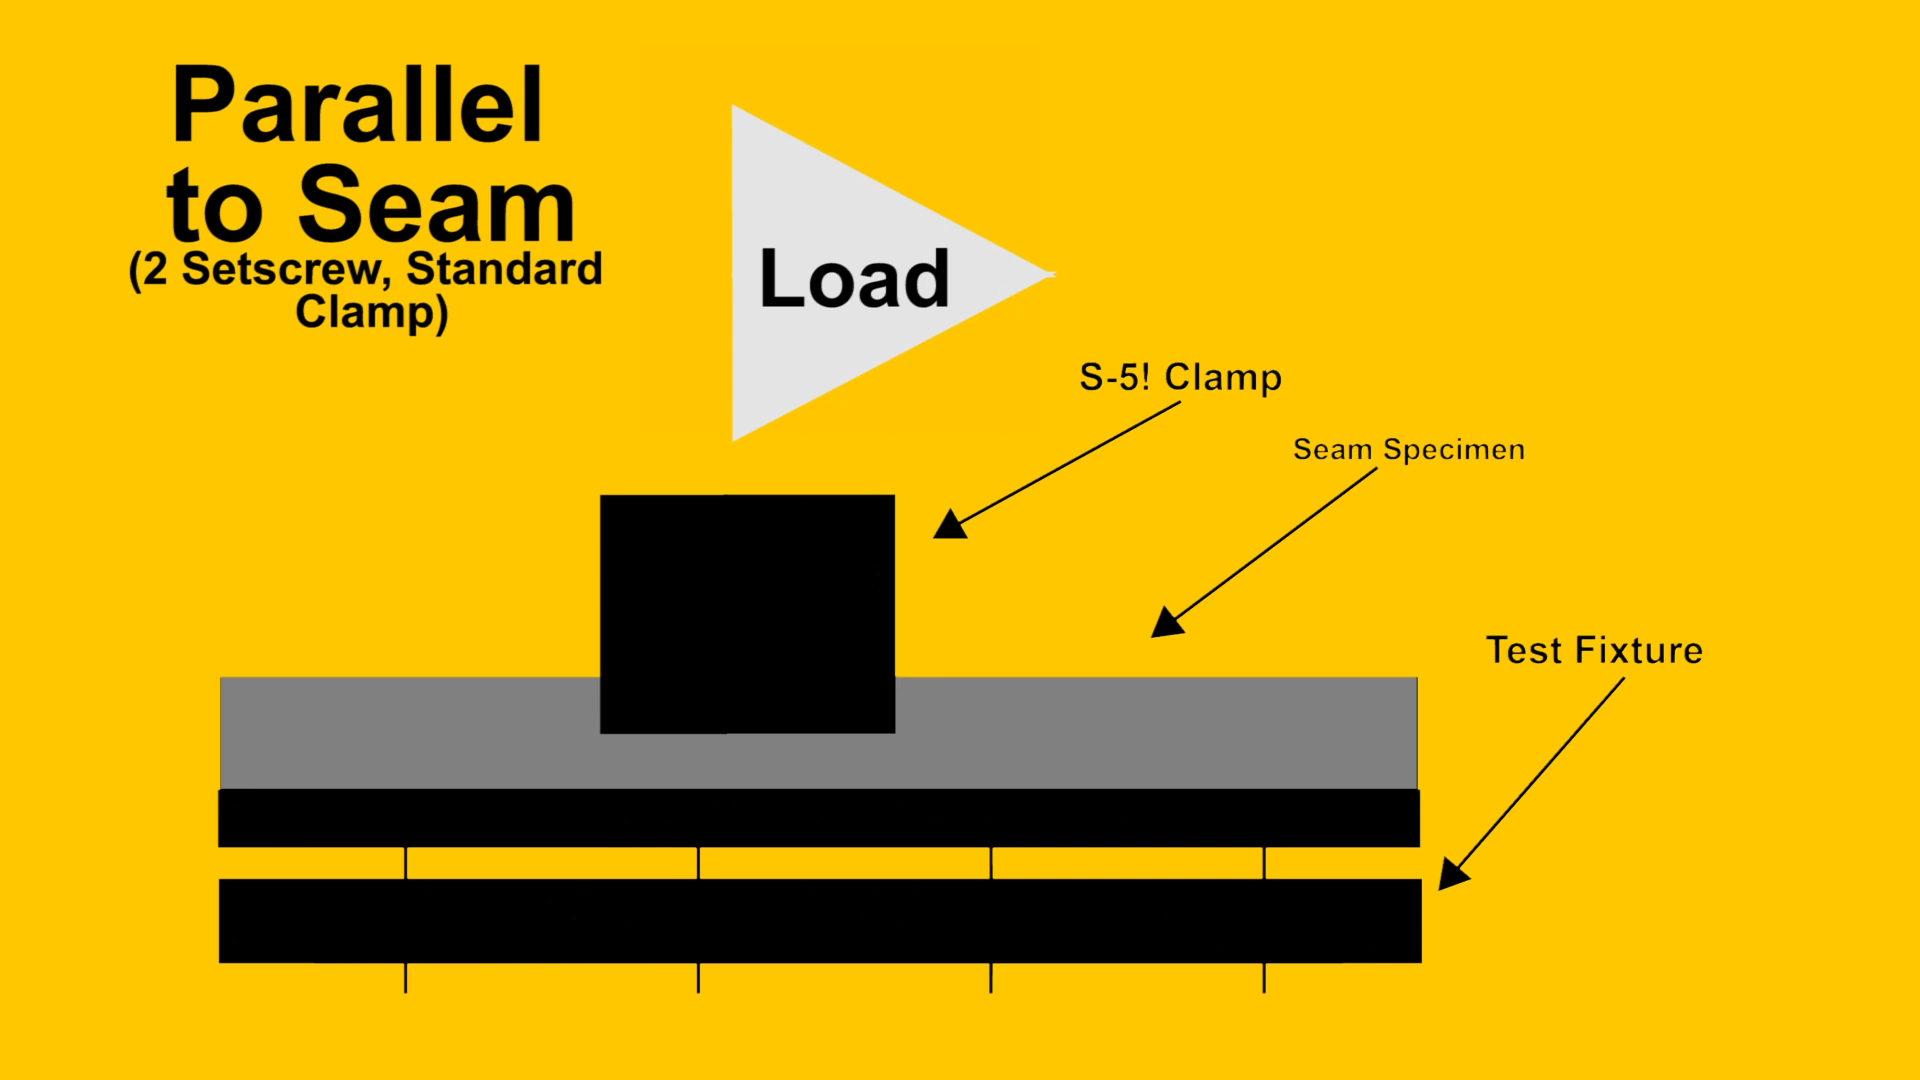 Parallel
to Seam
(2 Setscrew, Standard
Clamp)
Load
S-5! Clamp
Seam Specimen
Test Fixture